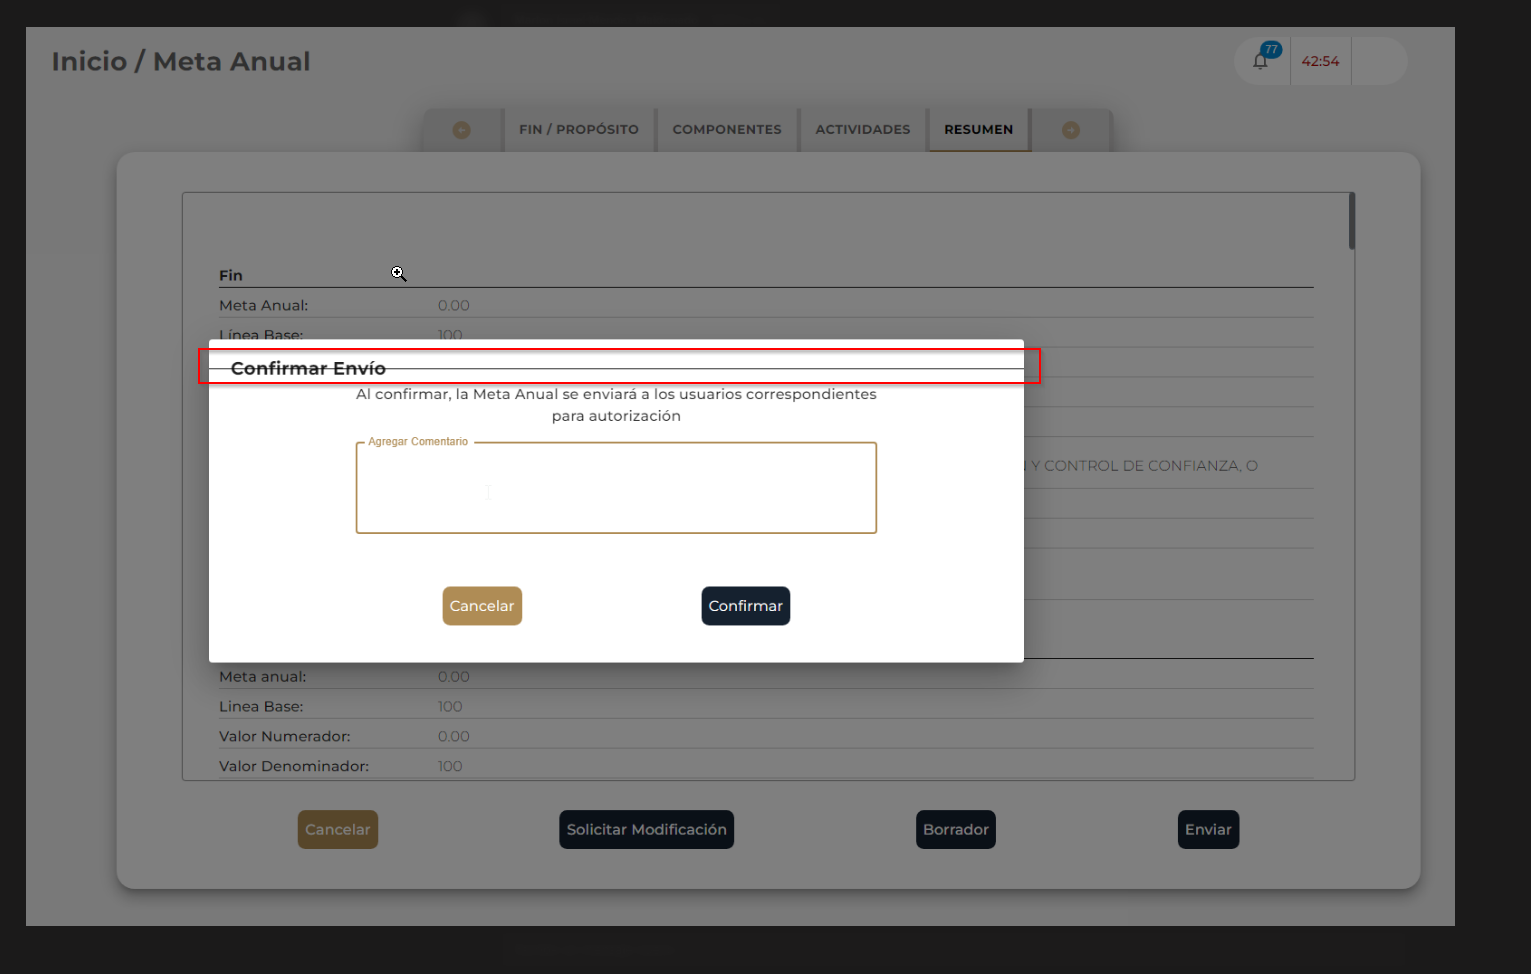 Inicio / Meta Anual
77
42:54
FIN / PROPÓSITO
COMPONENTES
ACTIVIDADES
RESUMEN
Fin
Meta Anual: 0.00
Línea Base: 100
Confirmar Envío
Al confirmar, la Meta Anual se enviará a los usuarios correspondientes
para autorización
Agregar Comentario
Y CONTROL DE CONFIANZA, O
Cancelar
Confirmar
Meta anual: 0.00
Linea Base: 100
Valor Numerador: 0.00
Valor Denominador: 100
Cancelar
Solicitar Modificación
Borrador
Enviar